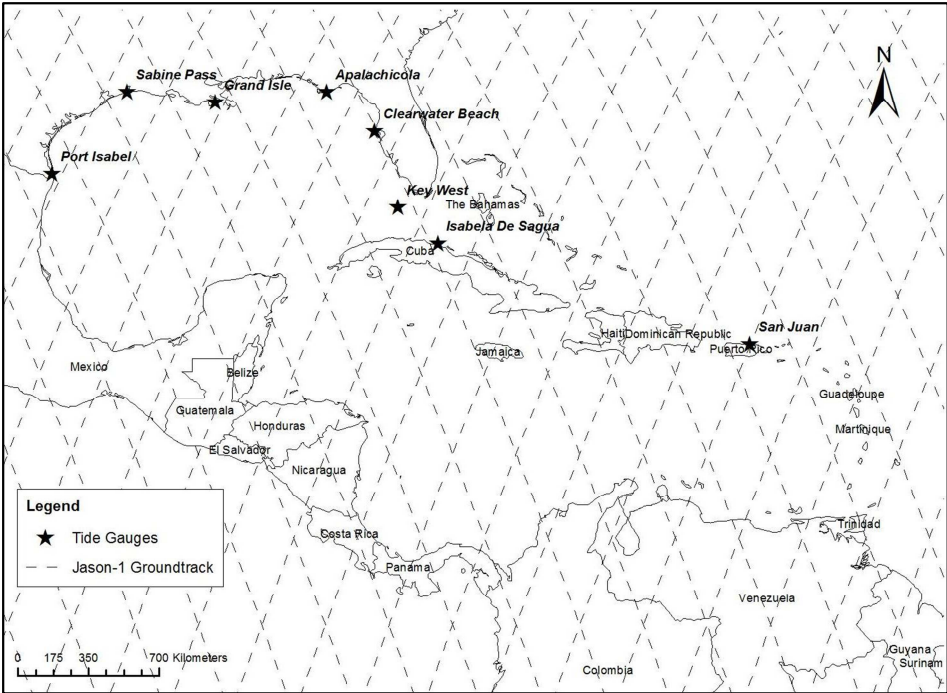 N
Sabine Pass
Grand Isle
Apalachicola
Clearwater Beach
Port Isabel
Key West
The Bahamas
Isabela De Sagua
Cuba
San Juan
Haiti
Dominican Republic
Puerto Rico
Jamaica
Mexico
Belize
Guadeloupe
Guatemala
Honduras
Martinique
El Salvador
Nicaragua
Legend
Tide Gauges
Jason-1 Groundtrack
Costa Rica
Trinidad
Panama
Venezuela
Guyana
Surinam
Colombia
0 175 350 700 Kilometers